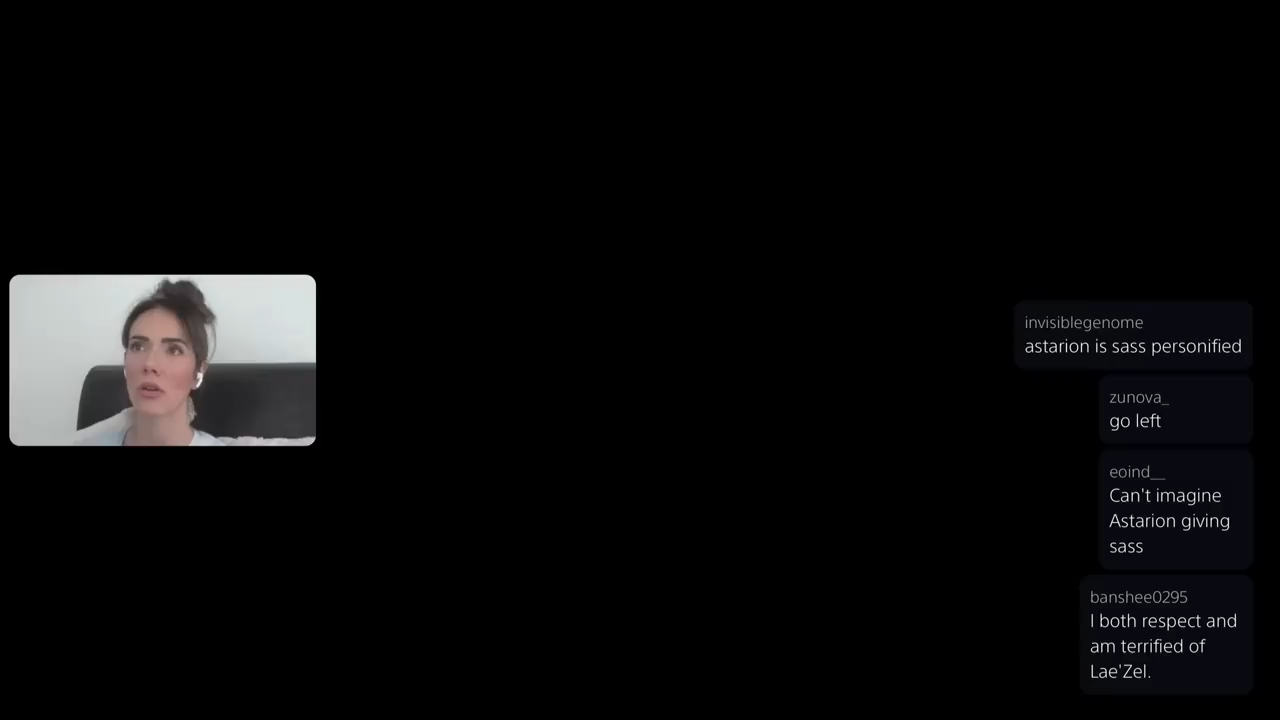 invisiblegenome
astarion is sass personified
zunova_
go left
eoind__
Can't imagine
Astarion giving
sass
banshee0295
I both respect and
am terrified of
Lae'Zel.